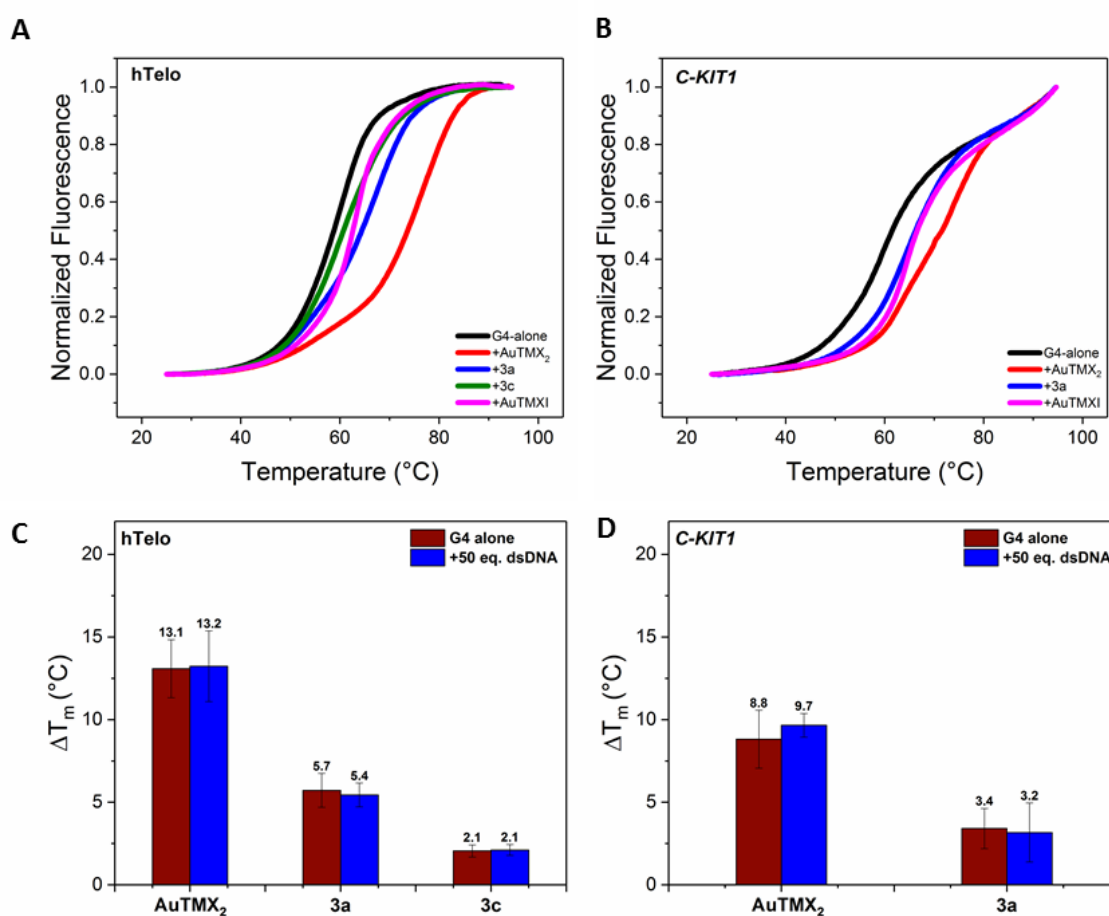 A
hTelo
Normalized Fluorescence
1.0
0.8
0.6
0.4
0.2
0.0
G4-alone
+AuTMX₂
+3a
+3c
+AuTMXI
20 40 60 80 100
Temperature (°C)
B
C-KIT1
Normalized Fluorescence
1.0
0.8
0.6
0.4
0.2
0.0
G4-alone
+AuTMX₂
+3a
+AuTMXI
20 40 60 80 100
Temperature (°C)
C
hTelo
G4 alone
+50 eq. dsDNA
ΔTₘ (°C)
20
15
10
5
0
13.1 13.2
5.7 5.4
2.1 2.1
AuTMX₂ 3a 3c
D
C-KIT1
G4 alone
+50 eq. dsDNA
ΔTₘ (°C)
20
15
10
5
0
8.8 9.7
3.4 3.2
AuTMX₂ 3a